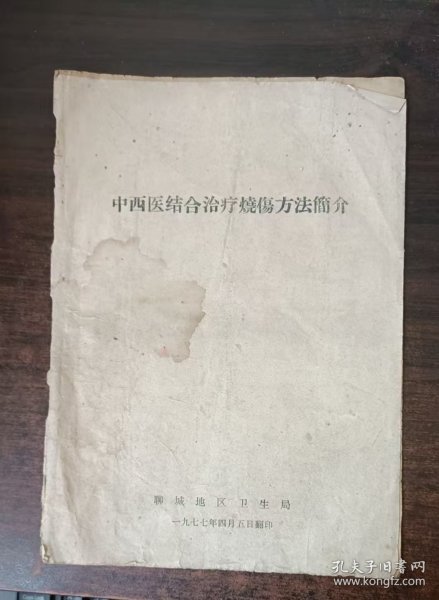 中西医结合治疗燒傷方法簡介
聊城地区卫生局
一九七七年四月五日翻印
孔夫子旧书网
www.kongfz.com